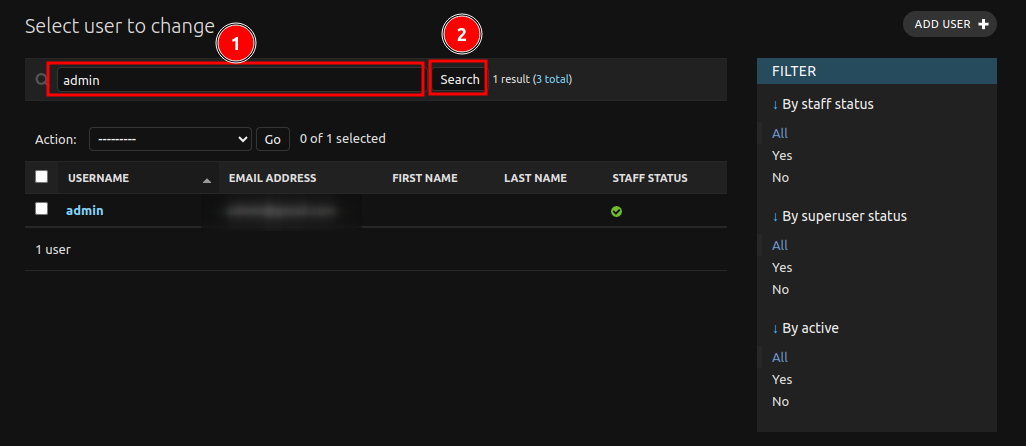 Select user to change
ADD USER +
1
2
admin
Search
1 result (3 total)
Action:
---------
Go
0 of 1 selected
USERNAME
EMAIL ADDRESS
FIRST NAME
LAST NAME
STAFF STATUS
admin
1 user
FILTER
↓ By staff status
All
Yes
No
↓ By superuser status
All
Yes
No
↓ By active
All
Yes
No